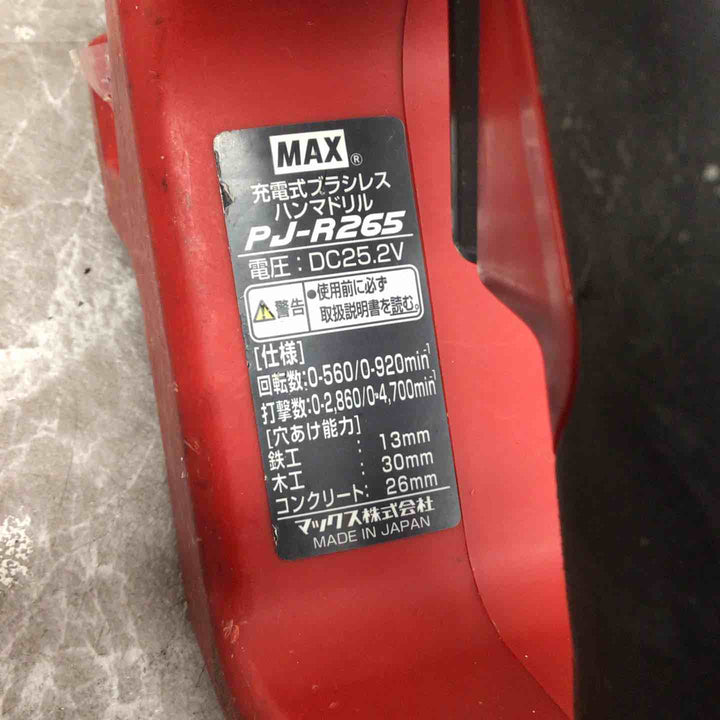 MAX®
充電式ブラシレス
ハンマドリル
PJ-R265
電圧：DC25.2V
警告
●使用前に必ず
取扱説明書を読む。
[仕様]
回転数:0-560/0-920min⁻¹
打撃数:0-2,860/0-4,700min⁻¹
[穴あけ能力]
鉄工 : 13mm
木工 : 30mm
コンクリート: 26mm
マックス株式会社
MADE IN JAPAN